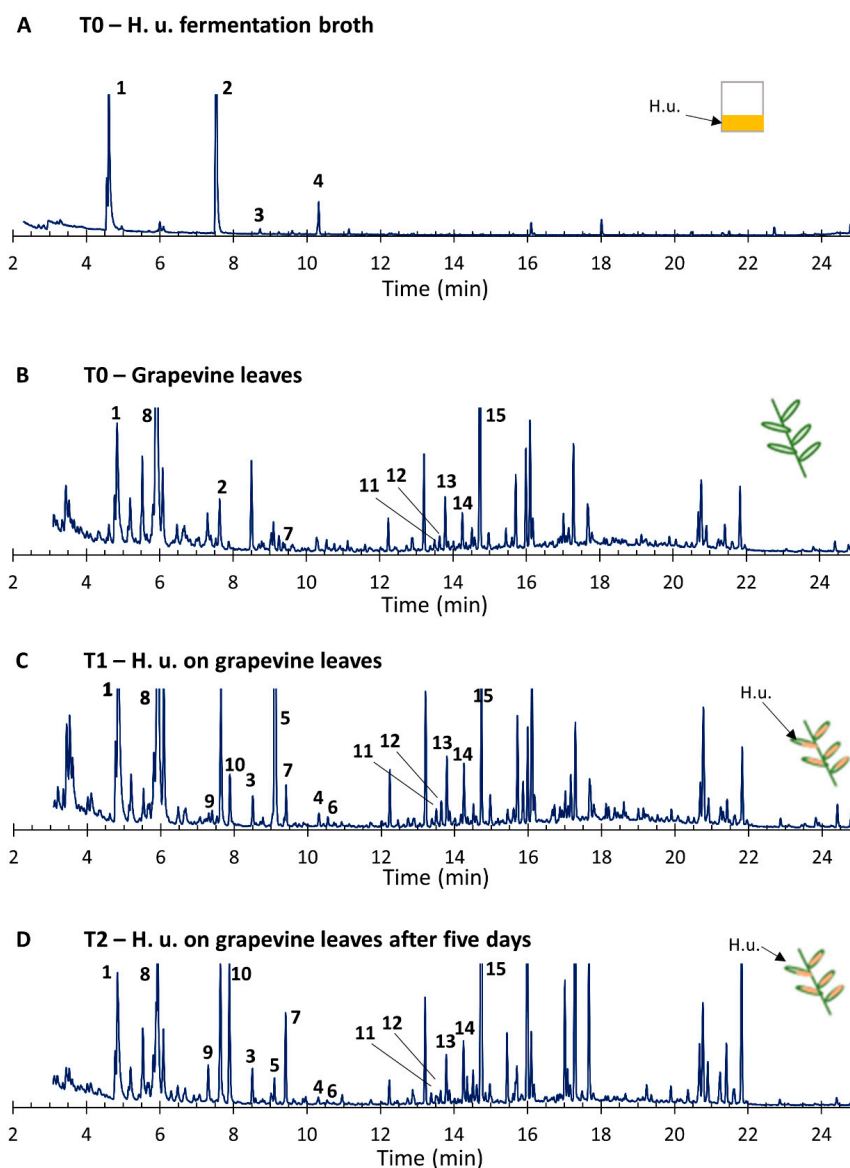 A T0 – H. u. fermentation broth
1 2
H.u.
4
3
2 4 6 8 10 12 14 16 18 20 22 24
Time (min)
B T0 – Grapevine leaves
1 8 15
12 13
11 14
2
7
2 4 6 8 10 12 14 16 18 20 22 24
Time (min)
C T1 – H. u. on grapevine leaves
1 8 15 H.u.
5
12 13
11 14
10 3 7
9 4 6
2 4 6 8 10 12 14 16 18 20 22 24
Time (min)
D T2 – H. u. on grapevine leaves after five days
H.u.
1 8 10 15
7
12 14
11 13
9 3 5
4 6
2 4 6 8 10 12 14 16 18 20 22 24
Time (min)